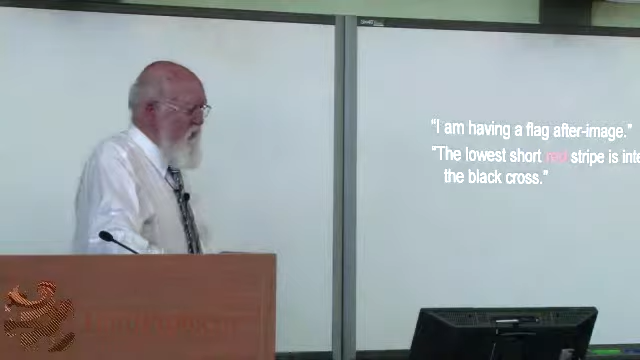 “I am having a flag after-image.”
"The lowest short red stripe is inte
the black cross.”